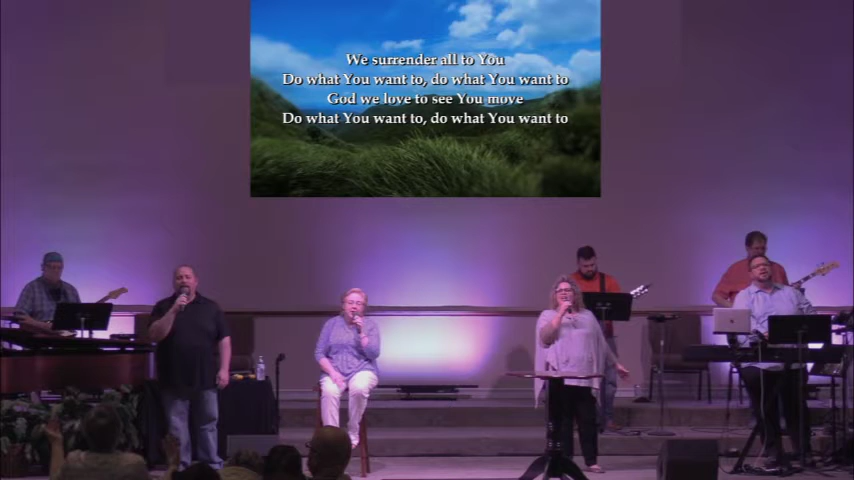 We surrender all to You
Do what You want to, do what You want to
God we love to see You move
Do what You want to, do what You want to